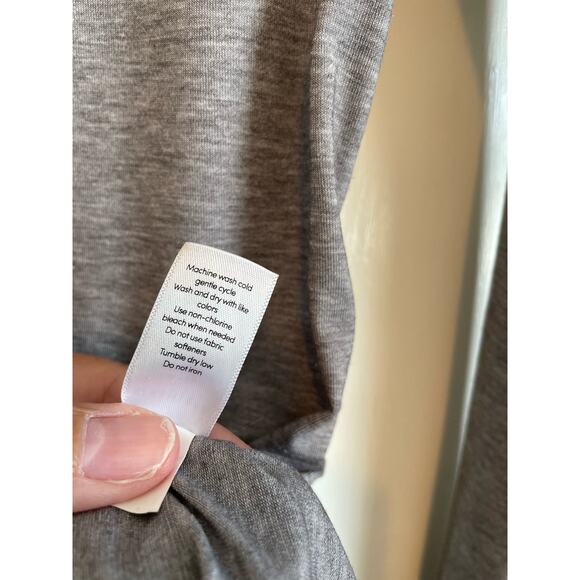 Machine wash cold
gentle cycle
Wash and dry with like
colors
Use non-chlorine
bleach when needed
Do not use fabric
softeners
Tumble dry low
Do not iron